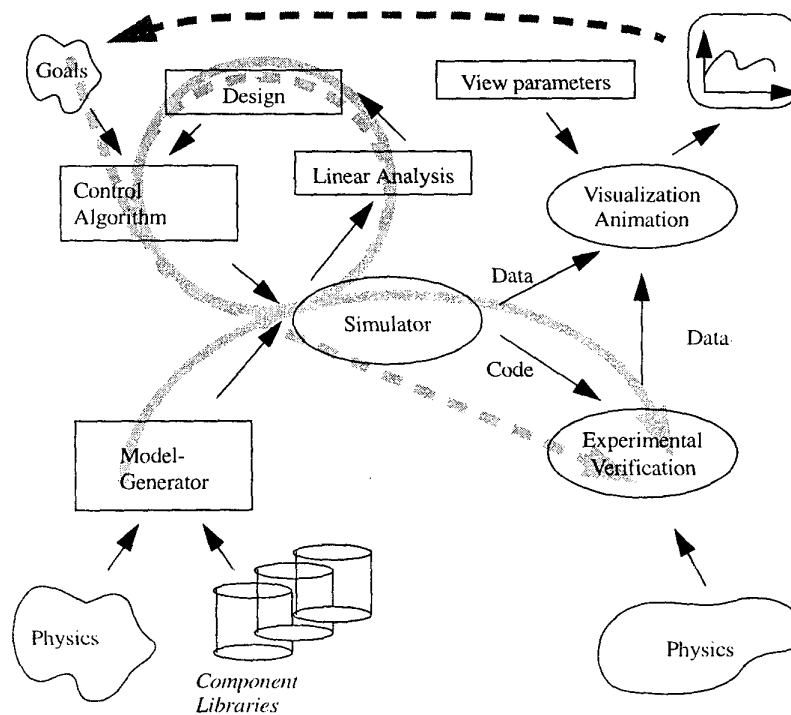 Goals
Design
View parameters
Control
Algorithm
Linear Analysis
Visualization
Animation
Data
Simulator
Data
Code
Model-
Generator
Experimental
Verification
Physics
Physics
Component
Libraries